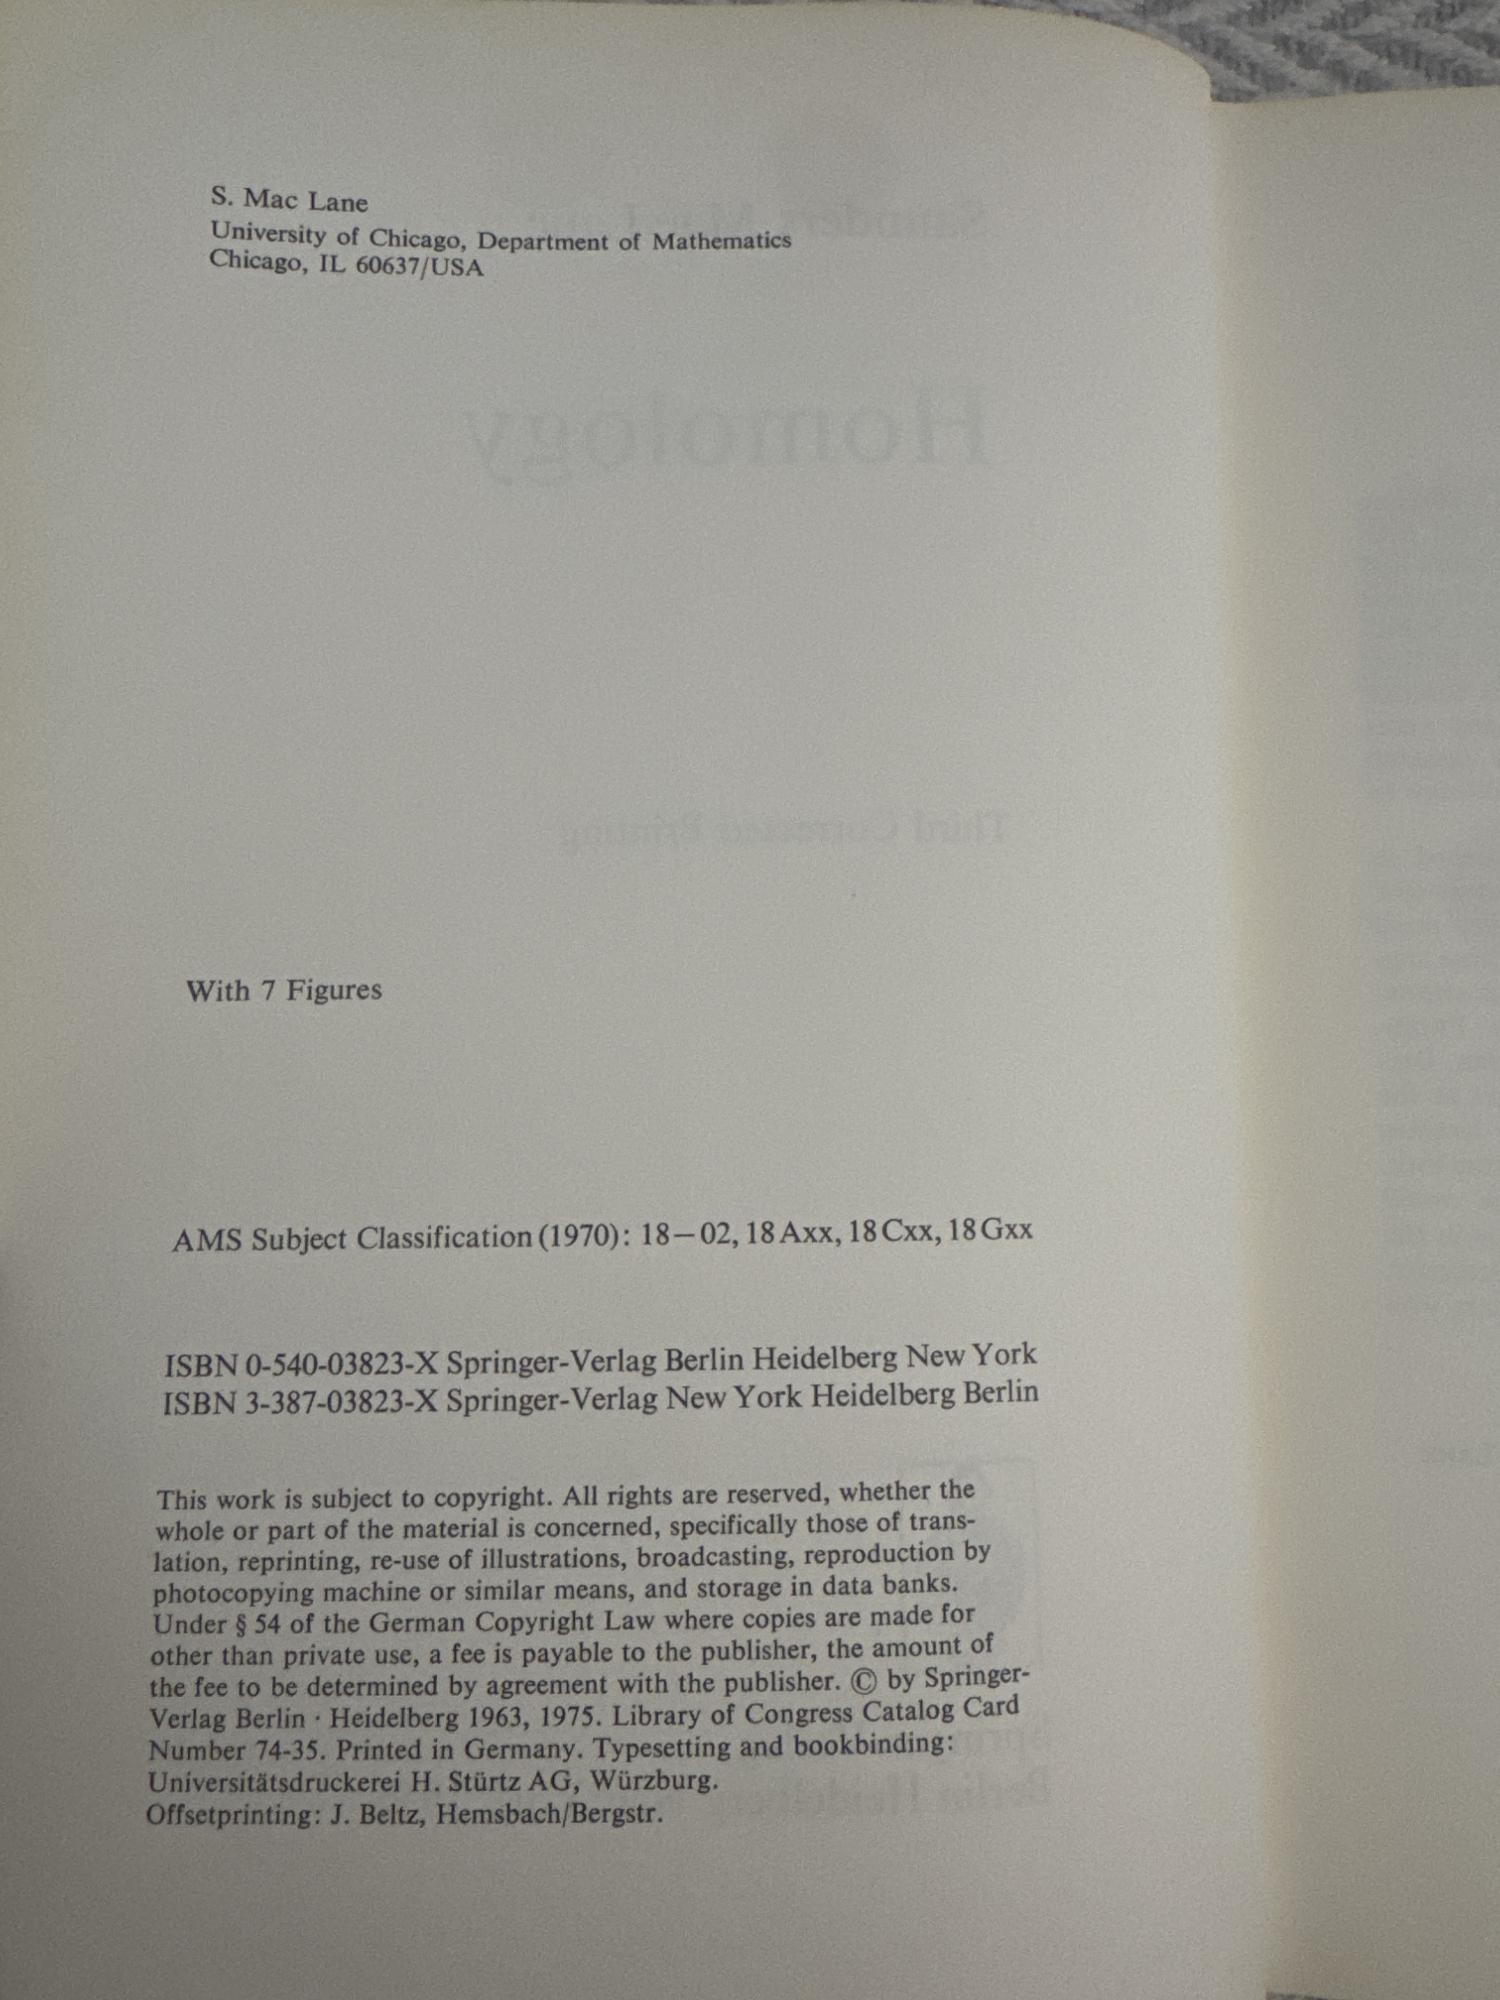 S. Mac Lane
University of Chicago, Department of Mathematics
Chicago, IL 60637/USA
Homology
Third Corrected Printing
With 7 Figures
AMS Subject Classification (1970): 18—02, 18Axx, 18Cxx, 18Gxx
ISBN 0-540-03823-X Springer-Verlag Berlin Heidelberg New York
ISBN 3-387-03823-X Springer-Verlag New York Heidelberg Berlin
This work is subject to copyright. All rights are reserved, whether the
whole or part of the material is concerned, specifically those of trans-
lation, reprinting, re-use of illustrations, broadcasting, reproduction by
photocopying machine or similar means, and storage in data banks.
Under § 54 of the German Copyright Law where copies are made for
other than private use, a fee is payable to the publisher, the amount of
the fee to be determined by agreement with the publisher. © by Springer-
Verlag Berlin · Heidelberg 1963, 1975. Library of Congress Catalog Card
Number 74-35. Printed in Germany. Typesetting and bookbinding:
Universitätsdruckerei H. Stürtz AG, Würzburg.
Offsetprinting: J. Beltz, Hemsbach/Bergstr.